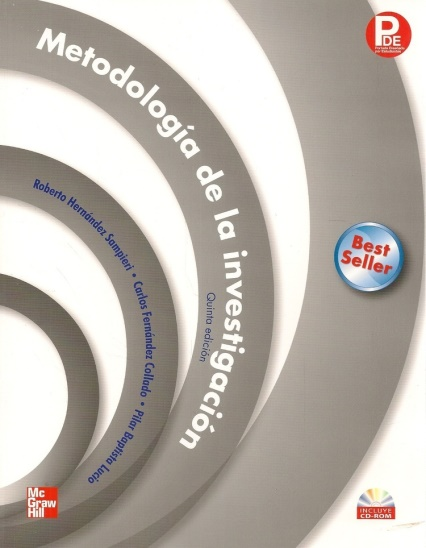 PDE
Metodología de la investigación
Quinta edición
Roberto Hernández Sampieri • Carlos Fernández Collado • Pilar Baptista Lucio
Best
Seller
Mc
Graw
Hill
INCLUYE
CD-ROM